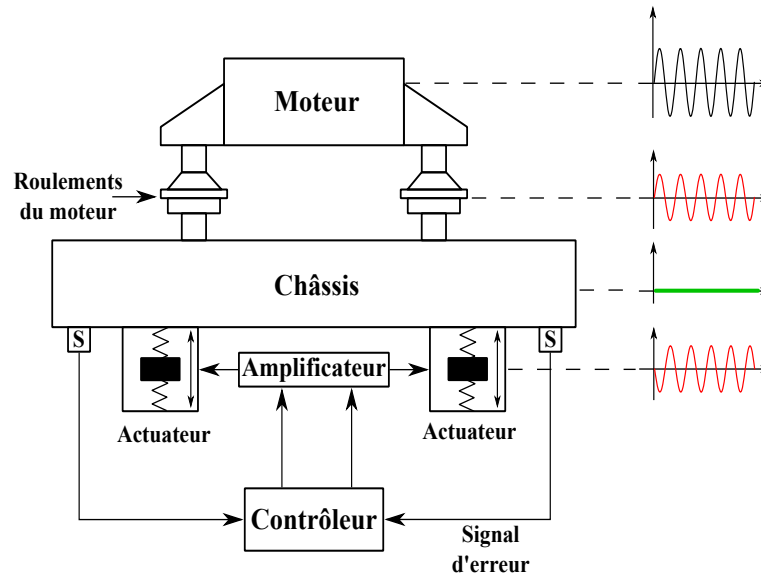 Moteur
Roulements
du moteur
Châssis
S
S
Amplificateur
Actuateur
Actuateur
Contrôleur
Signal
d'erreur